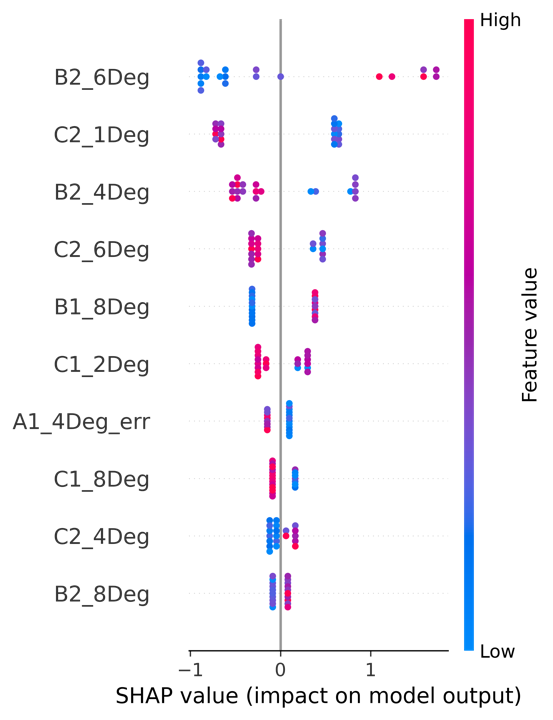 High
B2_6Deg
C2_1Deg
B2_4Deg
C2_6Deg
B1_8Deg
C1_2Deg
A1_4Deg_err
C1_8Deg
C2_4Deg
B2_8Deg
Feature value
Low
−1 0 1
SHAP value (impact on model output)